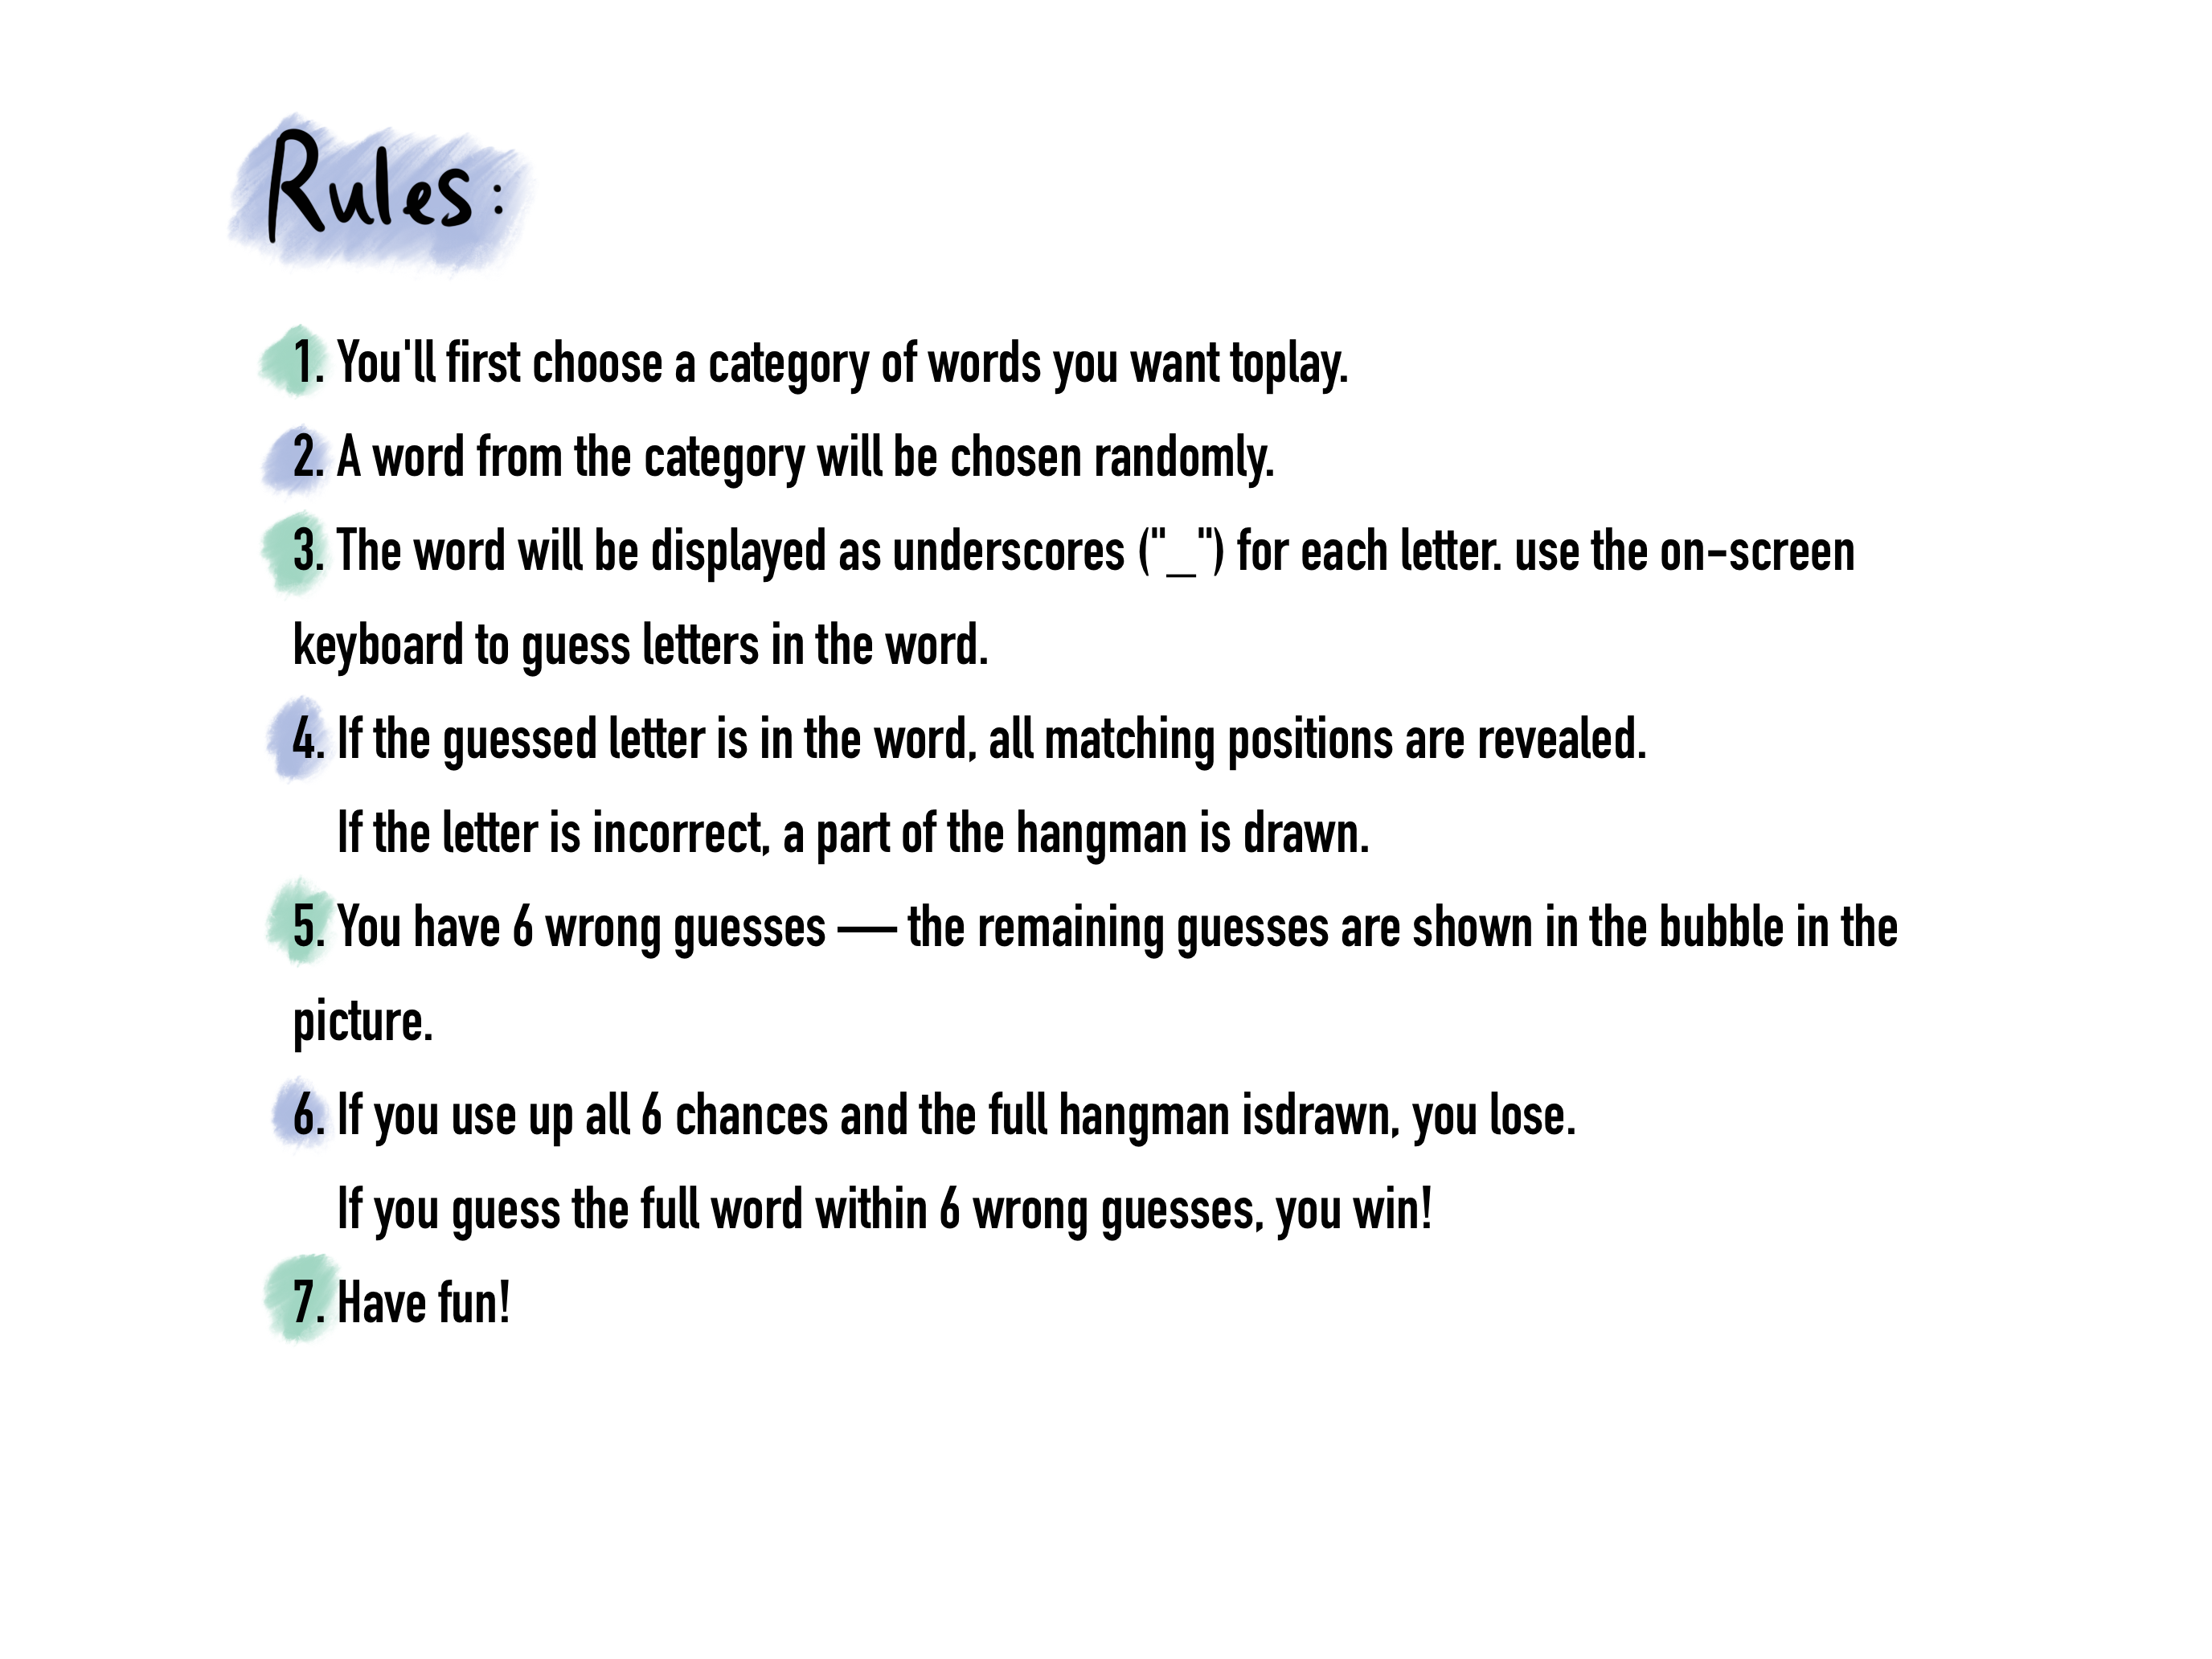 Rules:
1. You'll first choose a category of words you want toplay.
2. A word from the category will be chosen randomly.
3. The word will be displayed as underscores ("_") for each letter. use the on-screen
keyboard to guess letters in the word.
4. If the guessed letter is in the word, all matching positions are revealed.
If the letter is incorrect, a part of the hangman is drawn.
5. You have 6 wrong guesses — the remaining guesses are shown in the bubble in the
picture.
6. If you use up all 6 chances and the full hangman isdrawn, you lose.
If you guess the full word within 6 wrong guesses, you win!
7. Have fun!